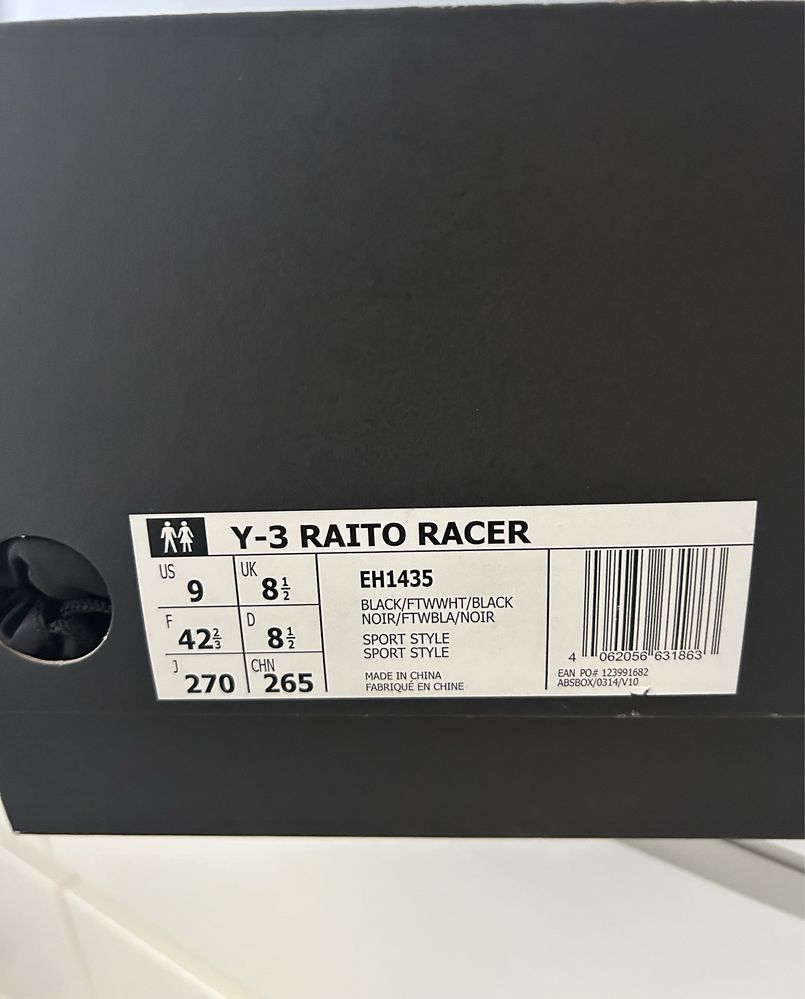 Y-3 RAITO RACER
US 9 UK 8½
F 42⅔ D 8½
J 270 CHN 265
EH1435
BLACK/FTWWHT/BLACK
NOIR/FTWBLA/NOIR
SPORT STYLE
SPORT STYLE
MADE IN CHINA
FABRIQUÉ EN CHINE
4 062056 631863
EAN PO# 123991682
ABSBOX/0314/V10